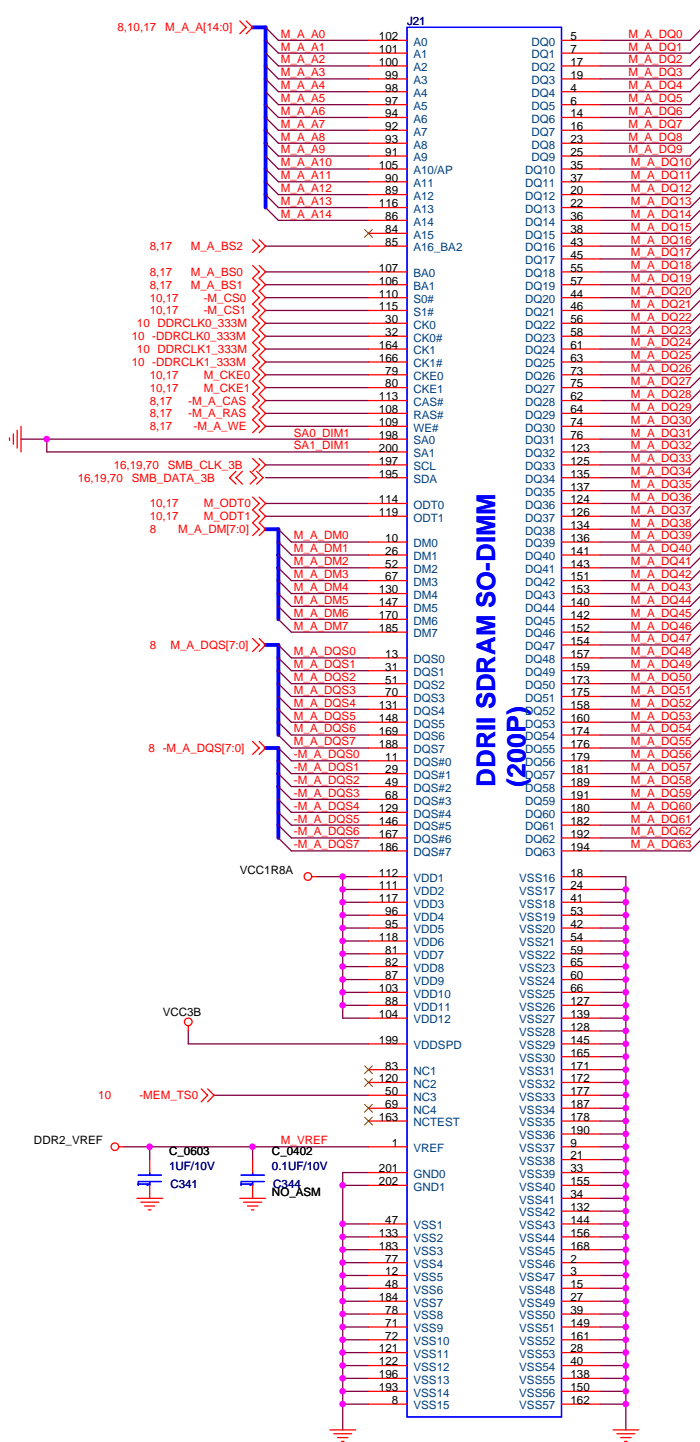 J21
8,10,17 M_A_A[14:0]
M_A_A0 102 A0 DQ0 5 M_A_DQ0
M_A_A1 101 A1 DQ1 7 M_A_DQ1
M_A_A2 100 A2 DQ2 17 M_A_DQ2
M_A_A3 99 A3 DQ3 19 M_A_DQ3
M_A_A4 98 A4 DQ4 4 M_A_DQ4
M_A_A5 97 A5 DQ5 6 M_A_DQ5
M_A_A6 94 A6 DQ6 14 M_A_DQ6
M_A_A7 92 A7 DQ7 16 M_A_DQ7
M_A_A8 93 A8 DQ8 23 M_A_DQ8
M_A_A9 91 A9 DQ9 25 M_A_DQ9
M_A_A10 105 A10/AP DQ10 35 M_A_DQ10
M_A_A11 90 A11 DQ11 37 M_A_DQ11
M_A_A12 89 A12 DQ12 20 M_A_DQ12
M_A_A13 116 A13 DQ13 22 M_A_DQ13
M_A_A14 86 A14 DQ14 36 M_A_DQ14
84 A15 DQ15 38 M_A_DQ15
8,17 M_A_BS2 85 A16_BA2 DQ16 43 M_A_DQ16
DQ17 45 M_A_DQ17
8,17 M_A_BS0 107 BA0 DQ18 55 M_A_DQ18
8,17 M_A_BS1 106 BA1 DQ19 57 M_A_DQ19
10,17 -M_CS0 110 S0# DQ20 44 M_A_DQ20
10,17 -M_CS1 115 S1# DQ21 46 M_A_DQ21
10 DDRCLK0_333M 30 CK0 DQ22 56 M_A_DQ22
10 -DDRCLK0_333M 32 CK0# DQ23 58 M_A_DQ23
10 DDRCLK1_333M 164 CK1 DQ24 61 M_A_DQ24
10 -DDRCLK1_333M 166 CK1# DQ25 63 M_A_DQ25
10,17 M_CKE0 79 CKE0 DQ26 73 M_A_DQ26
10,17 M_CKE1 80 CKE1 DQ27 75 M_A_DQ27
8,17 -M_A_CAS 113 CAS# DQ28 62 M_A_DQ28
8,17 -M_A_RAS 108 RAS# DQ29 64 M_A_DQ29
8,17 -M_A_WE 109 WE# DQ30 74 M_A_DQ30
SA0_DIM1 198 SA0 DQ31 76 M_A_DQ31
SA1_DIM1 200 SA1 DQ32 123 M_A_DQ32
16,19,70 SMB_CLK_3B 197 SCL DQ33 125 M_A_DQ33
16,19,70 SMB_DATA_3B 195 SDA DQ34 135 M_A_DQ34
DQ35 137 M_A_DQ35
10,17 M_ODT0 114 ODT0 DQ36 124 M_A_DQ36
10,17 M_ODT1 119 ODT1 DQ37 126 M_A_DQ37
8 M_A_DM[7:0] DQ38 134 M_A_DQ38
M_A_DM0 10 DM0 DQ39 136 M_A_DQ39
M_A_DM1 26 DM1 DQ40 141 M_A_DQ40
M_A_DM2 52 DM2 DQ41 143 M_A_DQ41
M_A_DM3 67 DM3 DQ42 151 M_A_DQ42
M_A_DM4 130 DM4 DQ43 153 M_A_DQ43
M_A_DM5 147 DM5 DQ44 140 M_A_DQ44
M_A_DM6 170 DM6 DQ45 142 M_A_DQ45
M_A_DM7 185 DM7 DQ46 152 M_A_DQ46
8 M_A_DQS[7:0] DQ47 154 M_A_DQ47
M_A_DQS0 13 DQS0 DQ48 157 M_A_DQ48
M_A_DQS1 31 DQS1 DQ49 159 M_A_DQ49
M_A_DQS2 51 DQS2 DQ50 173 M_A_DQ50
M_A_DQS3 70 DQS3 DQ51 175 M_A_DQ51
M_A_DQS4 131 DQS4 DQ52 158 M_A_DQ52
M_A_DQS5 148 DQS5 DQ53 160 M_A_DQ53
M_A_DQS6 169 DQS6 DQ54 174 M_A_DQ54
M_A_DQS7 188 DQS7 DQ55 176 M_A_DQ55
8 -M_A_DQS[7:0]
-M_A_DQS0 11 DQS#0 DQ56 179 M_A_DQ56
-M_A_DQS1 29 DQS#1 DQ57 181 M_A_DQ57
-M_A_DQS2 49 DQS#2 DQ58 189 M_A_DQ58
-M_A_DQS3 68 DQS#3 DQ59 191 M_A_DQ59
-M_A_DQS4 129 DQS#4 DQ60 180 M_A_DQ60
-M_A_DQS5 146 DQS#5 DQ61 182 M_A_DQ61
-M_A_DQS6 167 DQS#6 DQ62 192 M_A_DQ62
-M_A_DQS7 186 DQS#7 DQ63 194 M_A_DQ63
DDRII SDRAM SO-DIMM
(200P)
VCC1R8A 112 VDD1 VSS16 18
111 VDD2 VSS17 24
117 VDD3 VSS18 41
96 VDD4 VSS19 53
95 VDD5 VSS20 42
118 VDD6 VSS21 54
81 VDD7 VSS22 59
82 VDD8 VSS23 65
87 VDD9 VSS24 60
103 VDD10 VSS25 66
88 VDD11 VSS26 127
104 VDD12 VSS27 139
VCC3B VSS28 128
199 VDDSPD VSS29 145
VSS30 165
83 NC1 VSS31 171
120 NC2 VSS32 172
10 -MEM_TS0 50 NC3 VSS33 177
69 NC4 VSS34 187
163 NCTEST VSS35 178
VSS36 190
DDR2_VREF M_VREF 1 VREF VSS37 9
C_0603 C_0402 VSS38 21
1UF/10V 0.1UF/10V 201 GND0 VSS39 33
C341 C344 202 GND1 VSS40 155
NO_ASM VSS41 34
VSS42 132
47 VSS1 VSS43 144
133 VSS2 VSS44 156
183 VSS3 VSS45 168
77 VSS4 VSS46 2
12 VSS5 VSS47 3
48 VSS6 VSS48 15
184 VSS7 VSS49 27
78 VSS8 VSS50 39
71 VSS9 VSS51 149
72 VSS10 VSS52 161
121 VSS11 VSS53 28
122 VSS12 VSS54 40
196 VSS13 VSS55 138
193 VSS14 VSS56 150
8 VSS15 VSS57 162